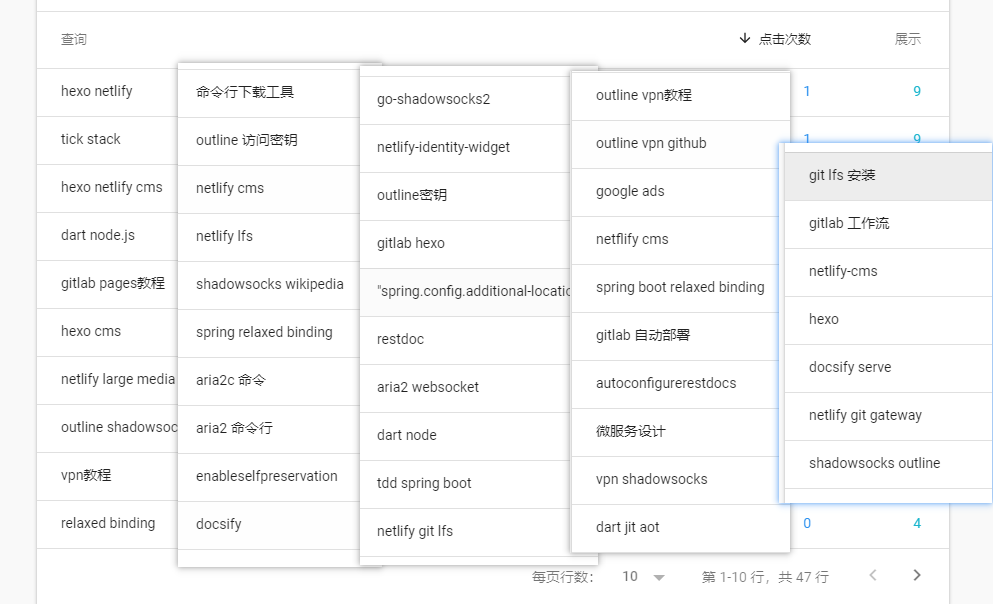 查询
点击次数
展示
hexo netlify
tick stack
hexo netlify cms
dart node.js
gitlab pages教程
hexo cms
netlify large media
outline shadowsoc
vpn教程
relaxed binding
命令行下载工具
outline 访问密钥
netlify cms
netlify lfs
shadowsocks wikipedia
spring relaxed binding
aria2c 命令
aria2 命令行
enableselfpreservation
docsify
go-shadowsocks2
netlify-identity-widget
outline密钥
gitlab hexo
"spring.config.additional-locatio
restdoc
aria2 websocket
dart node
tdd spring boot
netlify git lfs
outline vpn教程
outline vpn github
google ads
netflify cms
spring boot relaxed binding
gitlab 自动部署
autoconfigurerestdocs
微服务设计
vpn shadowsocks
dart jit aot
1
9
1
9
git lfs 安装
gitlab 工作流
netlify-cms
hexo
docsify serve
netlify git gateway
shadowsocks outline
0
4
每页行数：
10
第 1-10 行，共 47 行